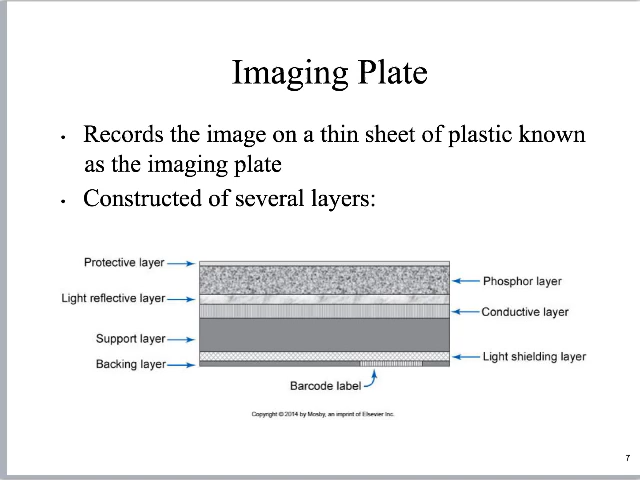 Imaging Plate
• Records the image on a thin sheet of plastic known
as the imaging plate
• Constructed of several layers:
Protective layer
Phosphor layer
Light reflective layer
Conductive layer
Support layer
Light shielding layer
Backing layer
Barcode label
Copyright © 2014 by Mosby, an imprint of Elsevier Inc.
7